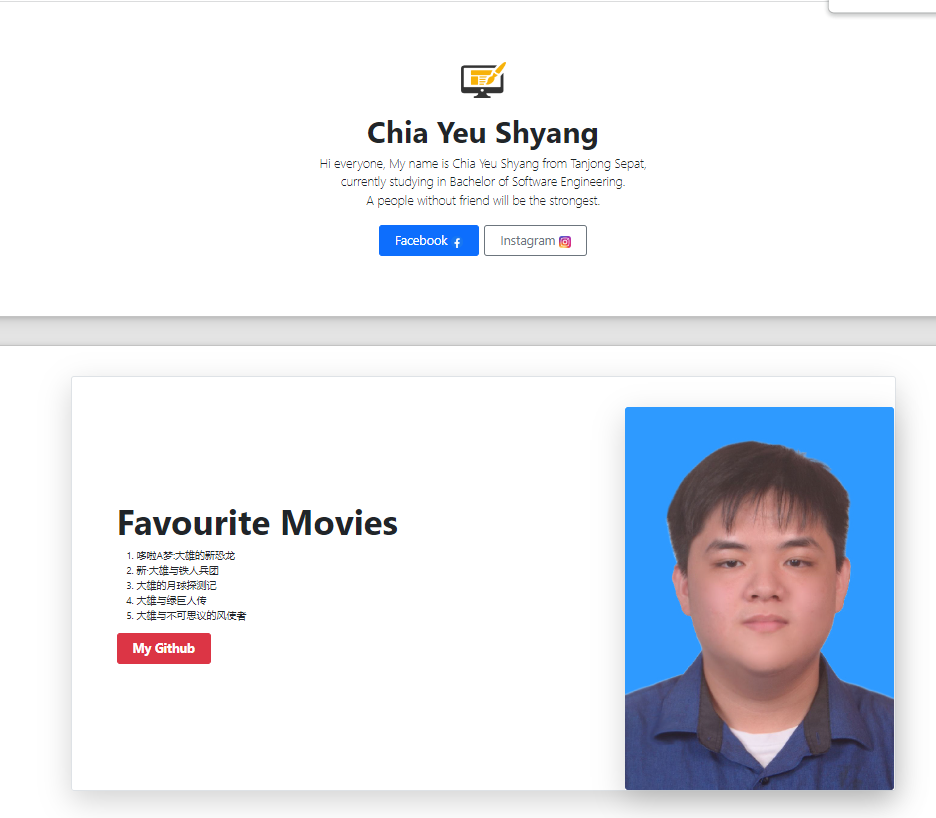 Chia Yeu Shyang
Hi everyone, My name is Chia Yeu Shyang from Tanjong Sepat,
currently studying in Bachelor of Software Engineering.
A people without friend will be the strongest.
Facebook
Instagram
Favourite Movies
1. 哆啦A梦:大雄的新恐龙
2. 新·大雄与铁人兵团
3. 大雄的月球探测记
4. 大雄与绿巨人传
5. 大雄与不可思议的风使者
My Github